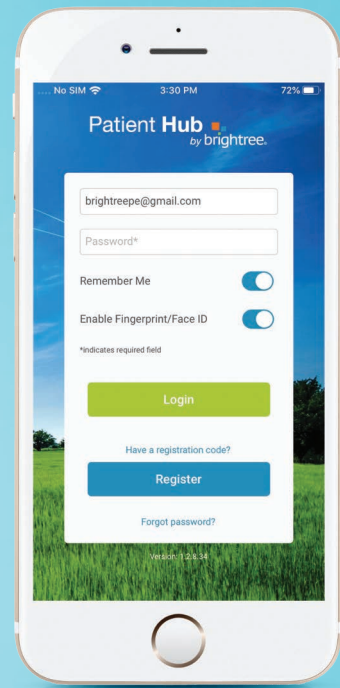 .... No SIM 3:30 PM 72%
Patient Hub
by brightree.
brightreepe@gmail.com
Password*
Remember Me
Enable Fingerprint/Face ID
*indicates required field
Login
Have a registration code?
Register
Forgot password?
Version: 1.2.8.34